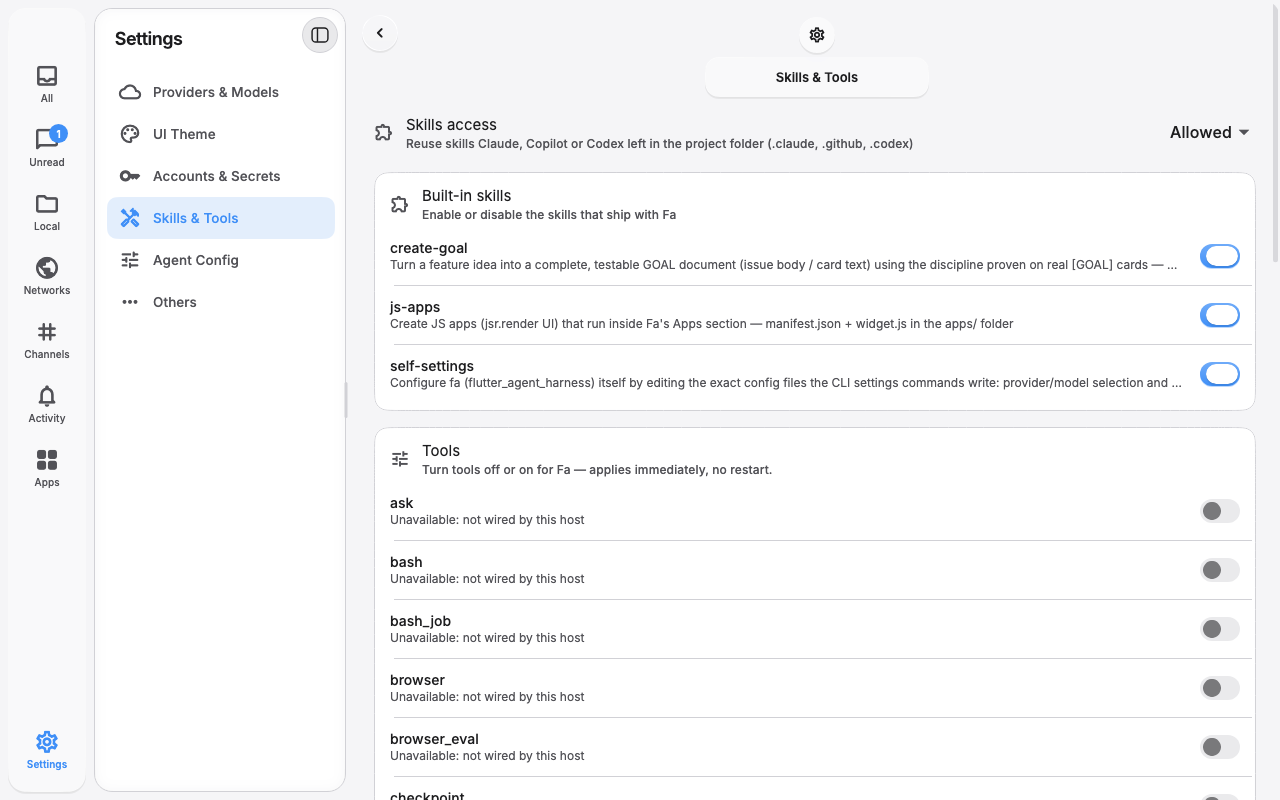 Settings
All
1
Unread
Local
Networks
Channels
Activity
Apps
Settings
Providers & Models
UI Theme
Accounts & Secrets
Skills & Tools
Agent Config
Others
Skills & Tools
Skills access
Reuse skills Claude, Copilot or Codex left in the project folder (.claude, .github, .codex)
Allowed
Built-in skills
Enable or disable the skills that ship with Fa
create-goal
Turn a feature idea into a complete, testable GOAL document (issue body / card text) using the discipline proven on real [GOAL] cards — ...
js-apps
Create JS apps (jsr.render UI) that run inside Fa's Apps section — manifest.json + widget.js in the apps/ folder
self-settings
Configure fa (flutter_agent_harness) itself by editing the exact config files the CLI settings commands write: provider/model selection and ...
Tools
Turn tools off or on for Fa — applies immediately, no restart.
ask
Unavailable: not wired by this host
bash
Unavailable: not wired by this host
bash_job
Unavailable: not wired by this host
browser
Unavailable: not wired by this host
browser_eval
Unavailable: not wired by this host
checkpoint